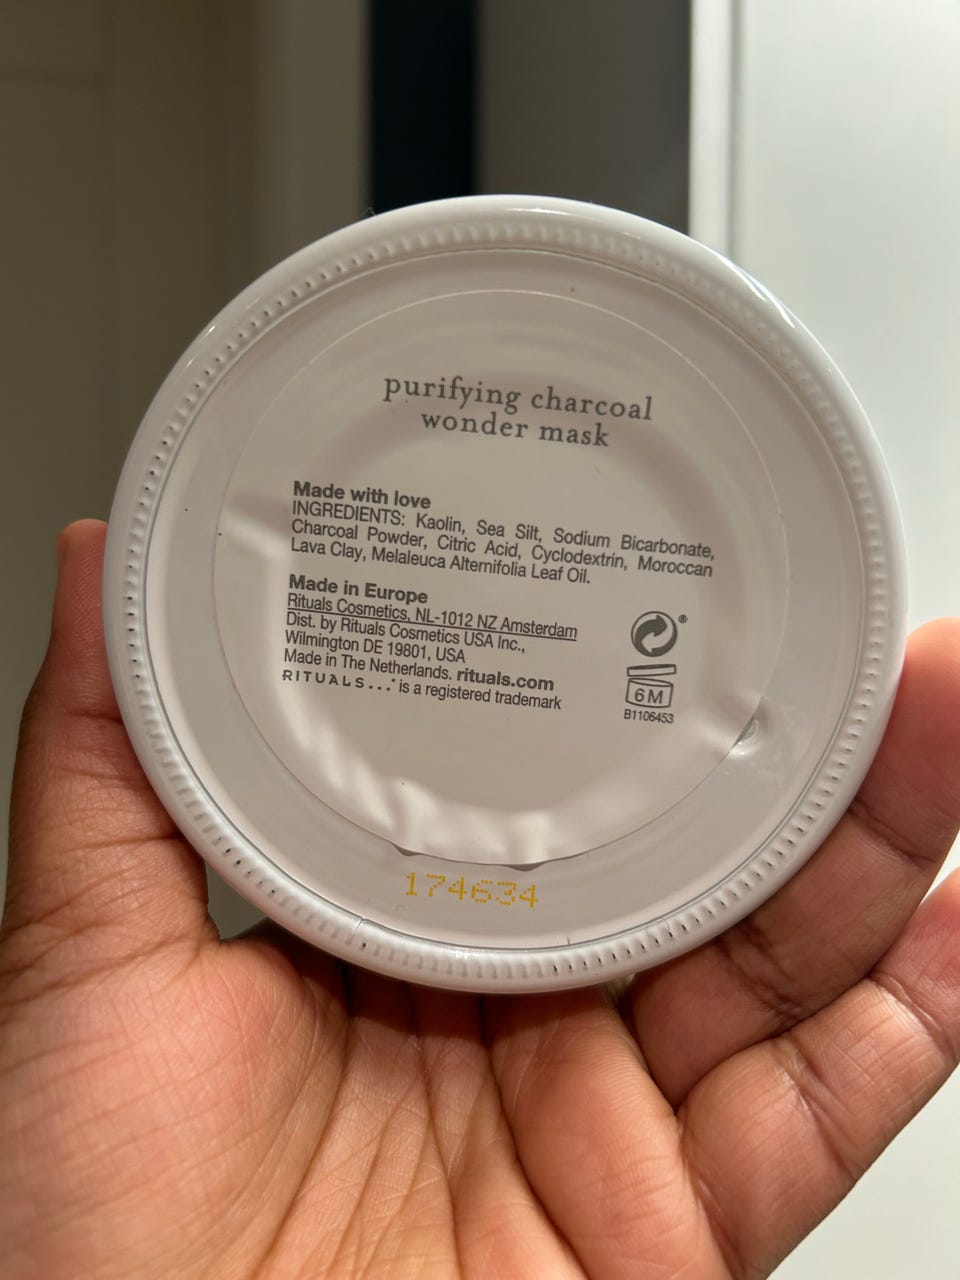 purifying charcoal
wonder mask
Made with love
INGREDIENTS: Kaolin, Sea Silt, Sodium Bicarbonate,
Charcoal Powder, Citric Acid, Cyclodextrin, Moroccan
Lava Clay, Melaleuca Alternifolia Leaf Oil.
Made in Europe
Rituals Cosmetics, NL-1012 NZ Amsterdam
Dist. by Rituals Cosmetics USA Inc.,
Wilmington DE 19801, USA
Made in The Netherlands. rituals.com
RITUALS...® is a registered trademark
®
6M
B1106453
174634